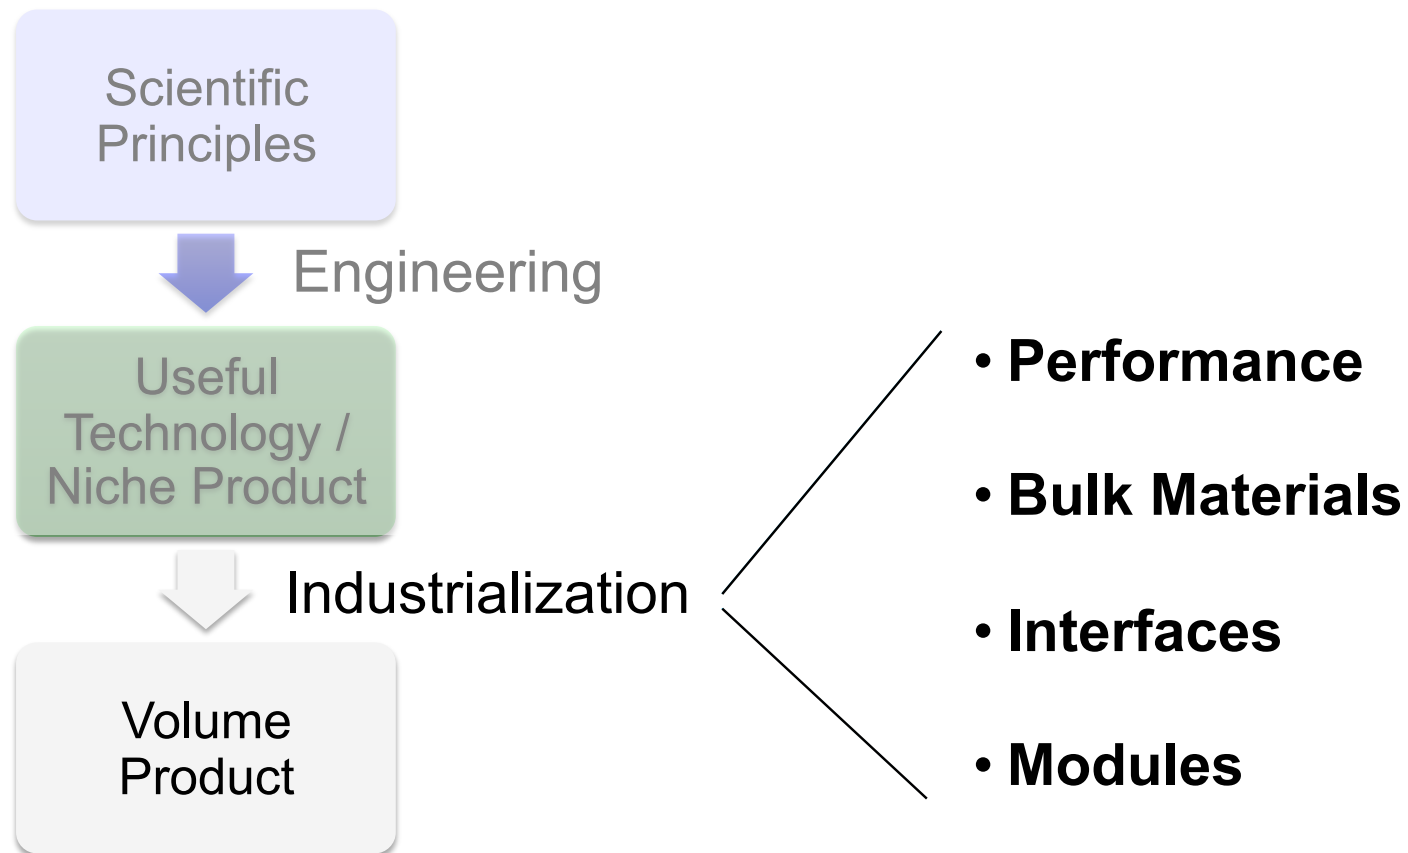 Scientific
Principles
Engineering
Useful
Technology /
Niche Product
Industrialization
Volume
Product
• Performance
• Bulk Materials
• Interfaces
• Modules